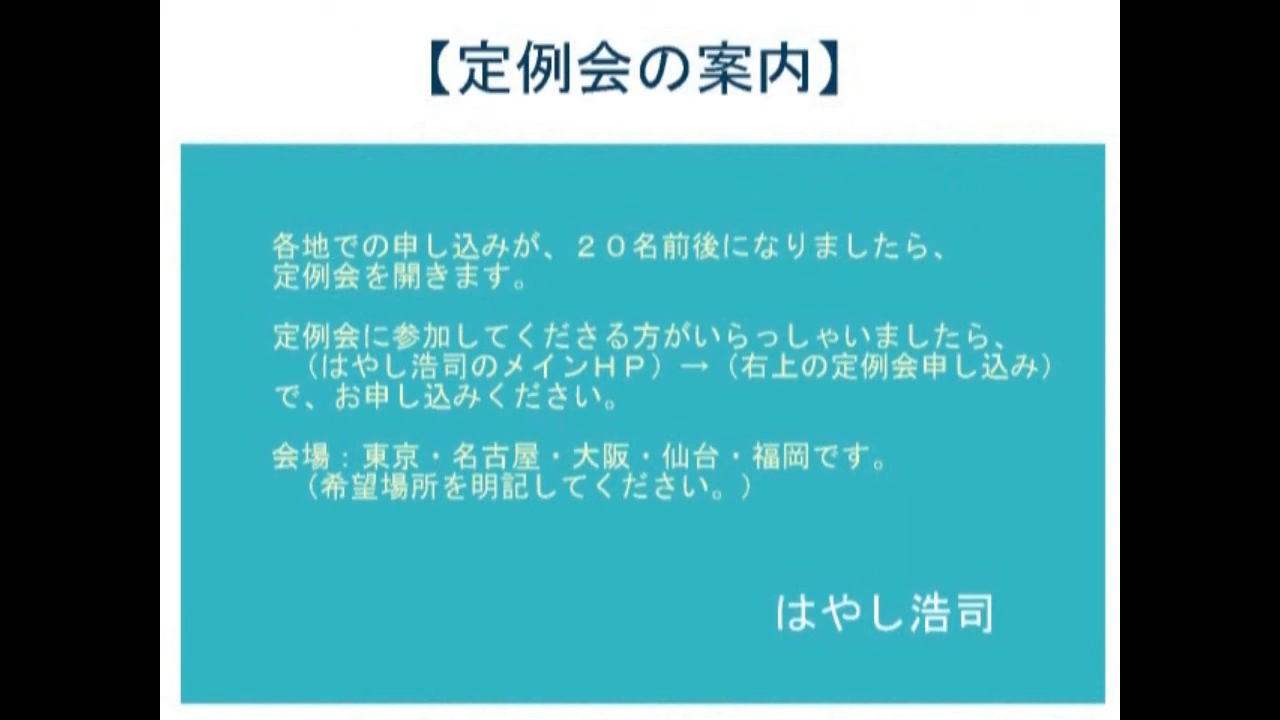 【定例会の案内】
各地での申し込みが、２０名前後になりましたら、
定例会を開きます。
定例会に参加してくださる方がいらっしゃいましたら、
（はやし浩司のメインＨＰ）→（右上の定例会申し込み）
で、お申し込みください。
会場：東京・名古屋・大阪・仙台・福岡です。
（希望場所を明記してください。）
はやし浩司